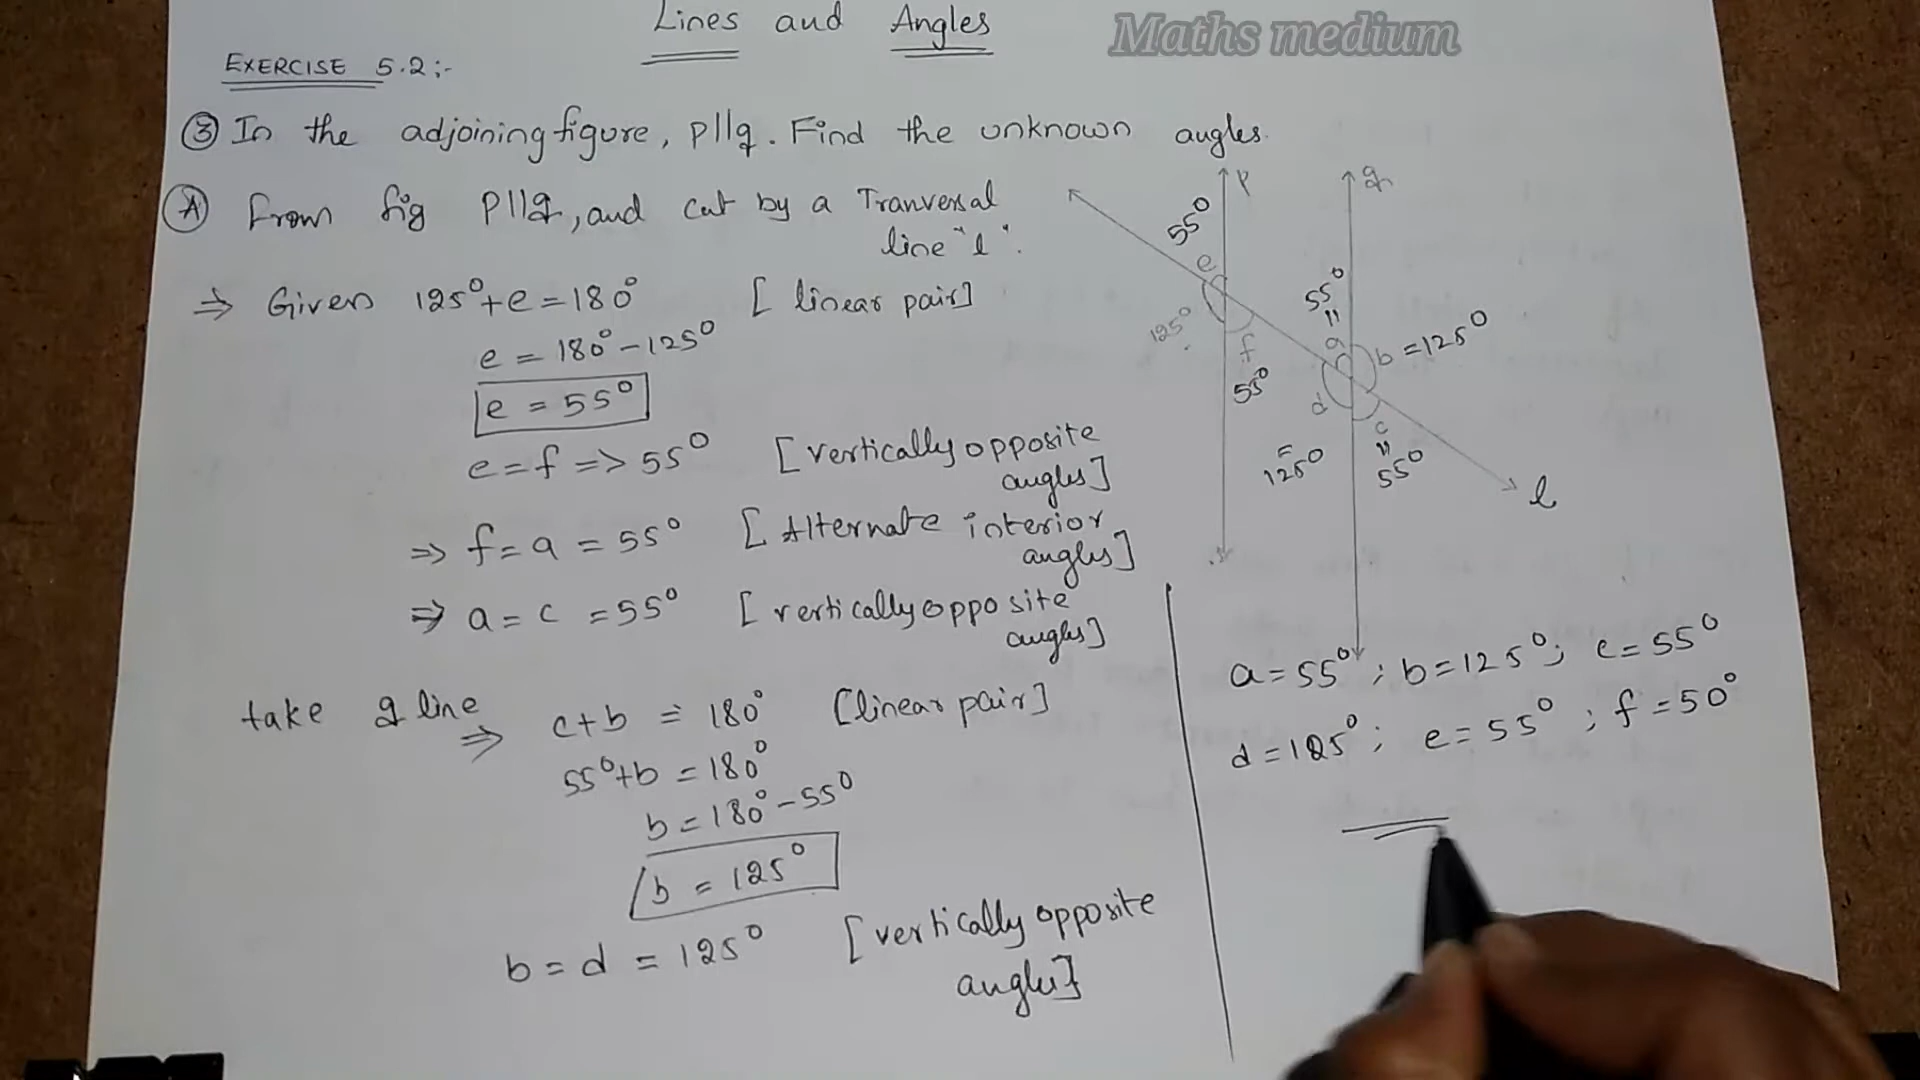 Lines and Angles
Maths medium
EXERCISE 5.2:-
③ In the adjoining figure, p||q. Find the unknown angles.
Ⓐ From fig P||q, and cut by a Tranversal
line "l".
⇒ Given 125°+e=180° [linear pair]
e = 180°-125°
e = 55°
e=f => 55° [vertically opposite
angles]
⇒ f=a = 55° [Alternate interior
angles]
⇒ a=c =55° [vertically opposite
angles]
take q line ⇒ c+b = 180° [linear pair]
55°+b = 180°
b=180°-55°
b = 125°
b=d = 125° [vertically opposite
angles]
p
q
55°
e
125°
f
55°
55°
=
a
b =125°
d
=
125°
c
=
55°
l
a=55°; b=125°; c=55°
d=125°; e=55°; f=50°